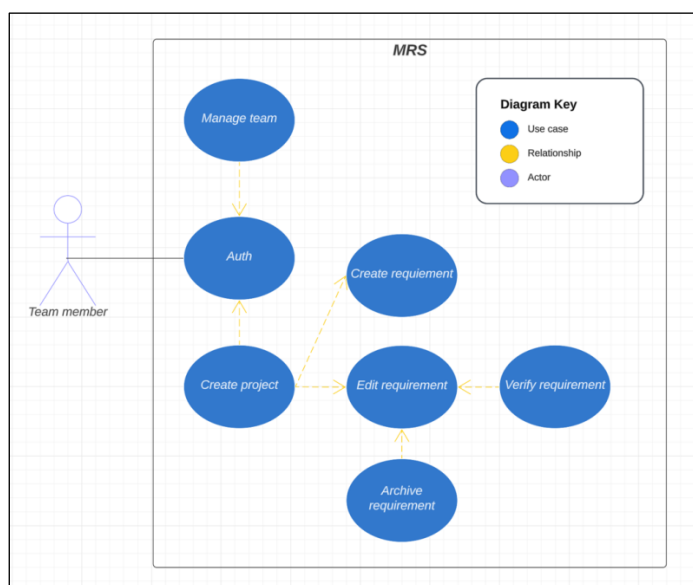 MRS
Manage team
Diagram Key
Use case
Relationship
Actor
Auth
Create requiement
Team member
Create project
Edit requirement
Verify requirement
Archive
requirement